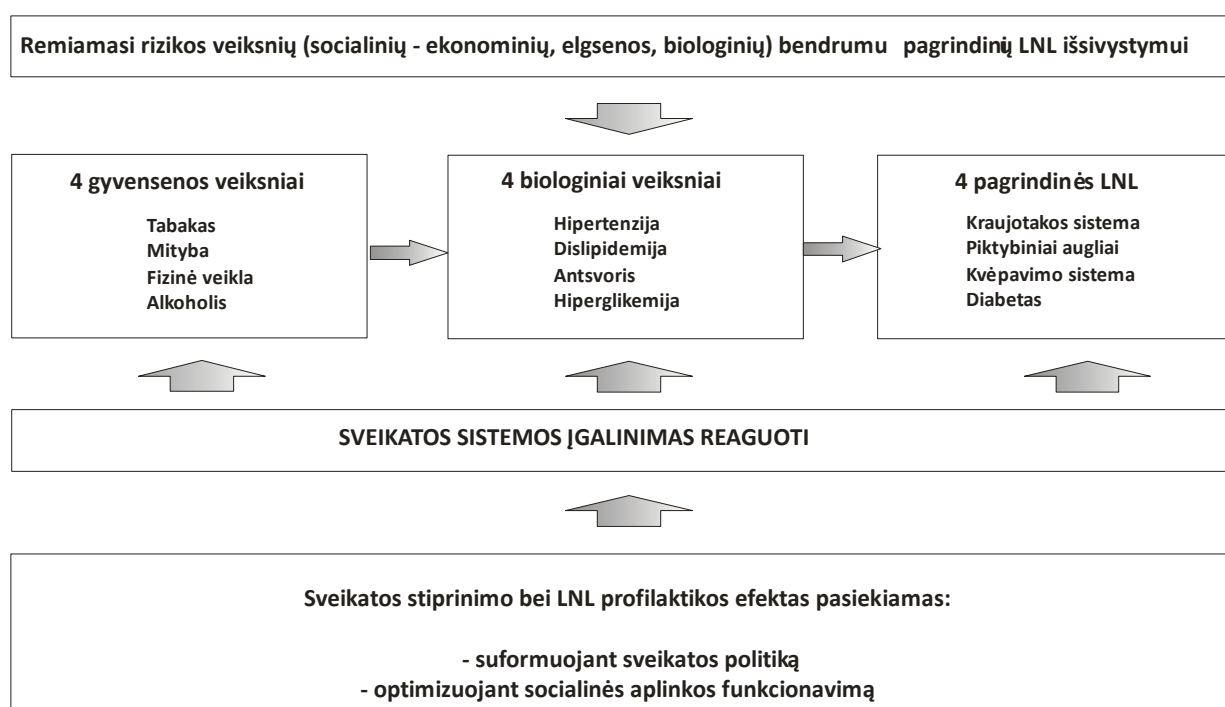 Remiamasi rizikos veiksnių (socialinių - ekonominių, elgsenos, biologinių) bendrumu pagrindinių LNL išsivystymui
4 gyvensenos veiksniai
Tabakas
Mityba
Fizinė veikla
Alkoholis
4 biologiniai veiksniai
Hipertenzija
Dislipidemija
Antsvoris
Hiperglikemija
4 pagrindinės LNL
Kraujotakos sistema
Piktybiniai augliai
Kvėpavimo sistema
Diabetas
SVEIKATOS SISTEMOS ĮGALINIMAS REAGUOTI
Sveikatos stiprinimo bei LNL profilaktikos efektas pasiekiamas:
- suformuojant sveikatos politiką
- optimizuojant socialinės aplinkos funkcionavimą